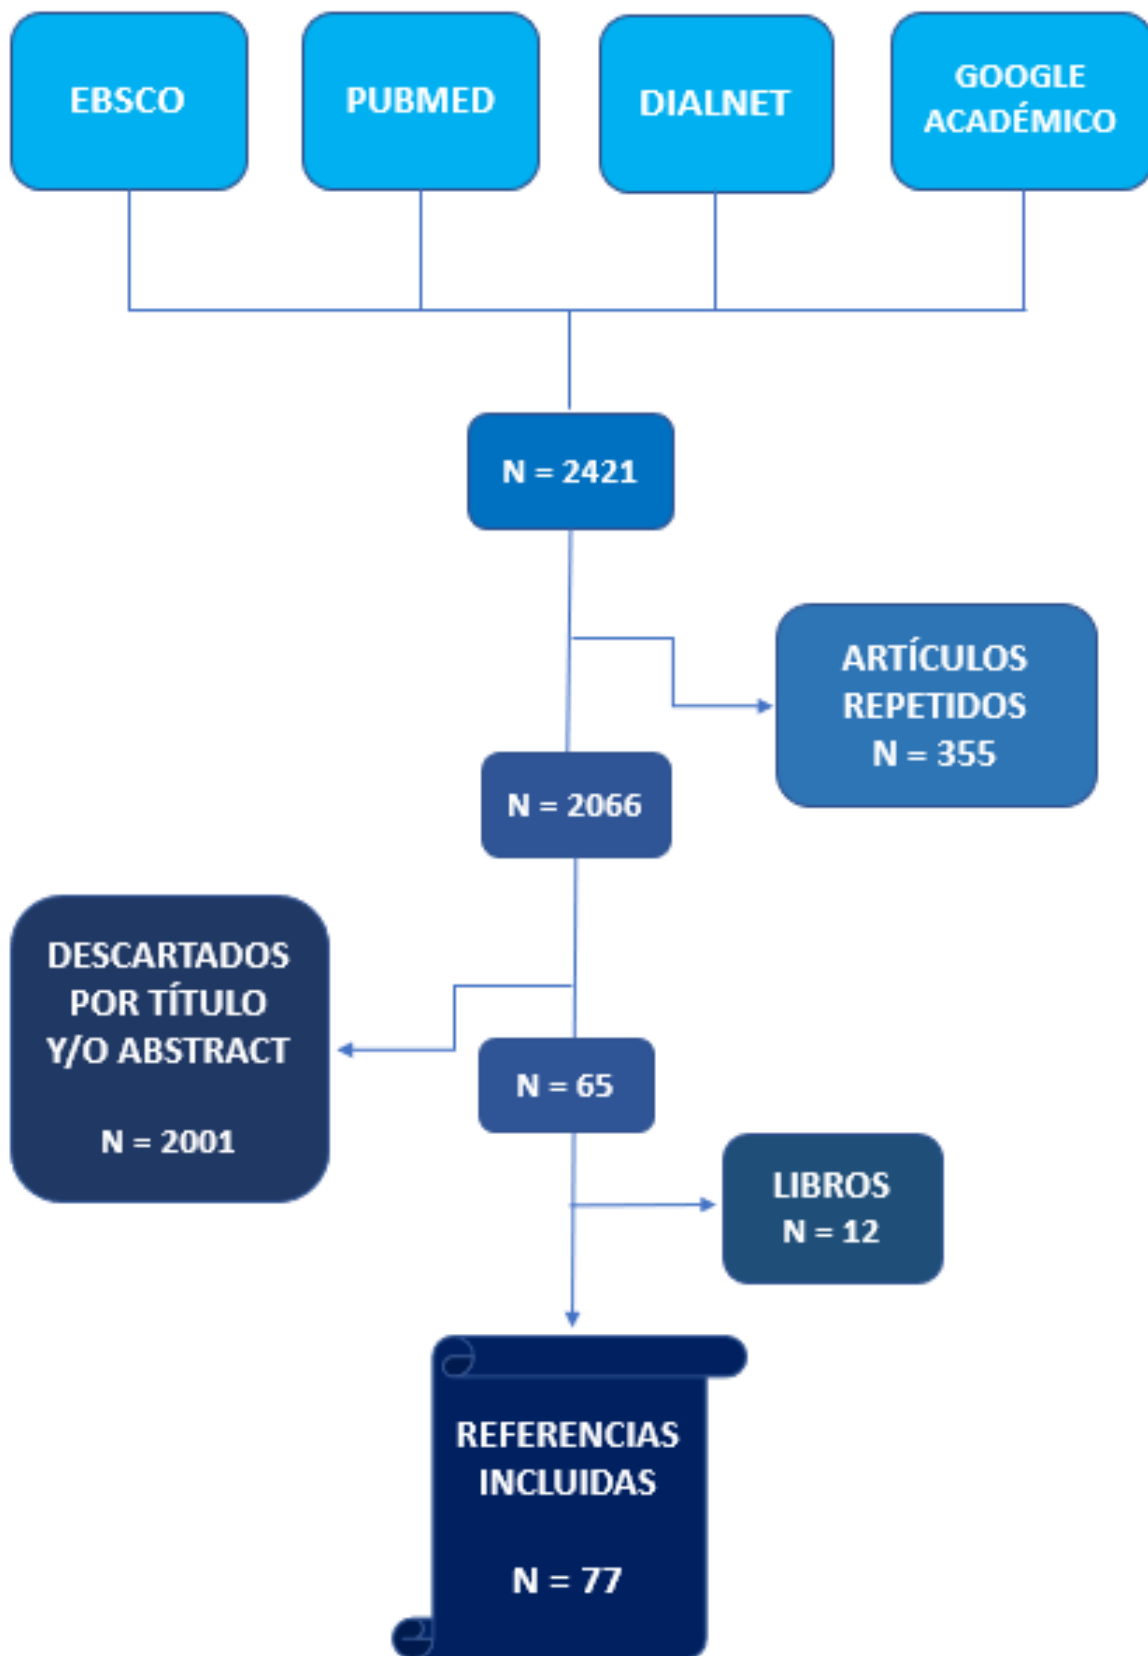 EBSCO
PUBMED
DIALNET
GOOGLE
ACADÉMICO
N = 2421
ARTÍCULOS
REPETIDOS
N = 355
N = 2066
DESCARTADOS
POR TÍTULO
Y/O ABSTRACT
N = 2001
N = 65
LIBROS
N = 12
REFERENCIAS
INCLUIDAS
N = 77